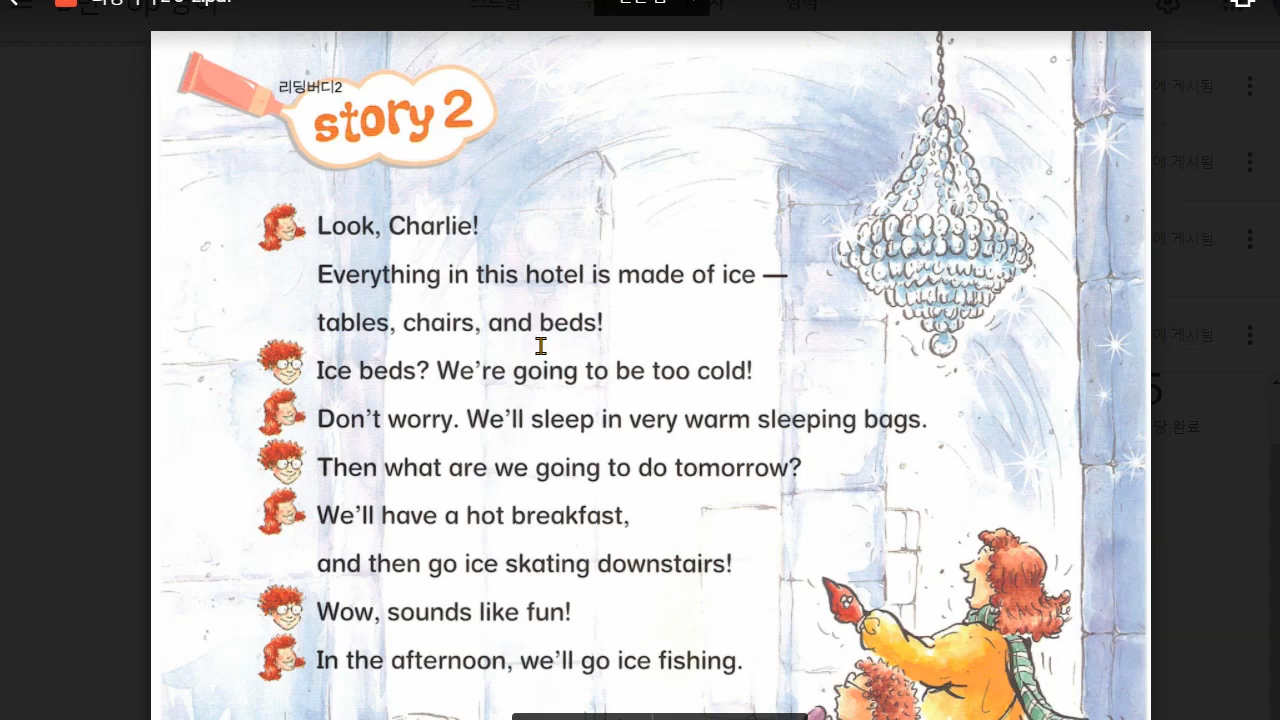 리딩버디2
story 2
Look, Charlie!
Everything in this hotel is made of ice —
tables, chairs, and beds!
Ice beds? We're going to be too cold!
Don't worry. We'll sleep in very warm sleeping bags.
Then what are we going to do tomorrow?
We'll have a hot breakfast,
and then go ice skating downstairs!
Wow, sounds like fun!
In the afternoon, we'll go ice fishing.
에 게시됨
에 게시됨
에 게시됨
에 게시됨
당 완료